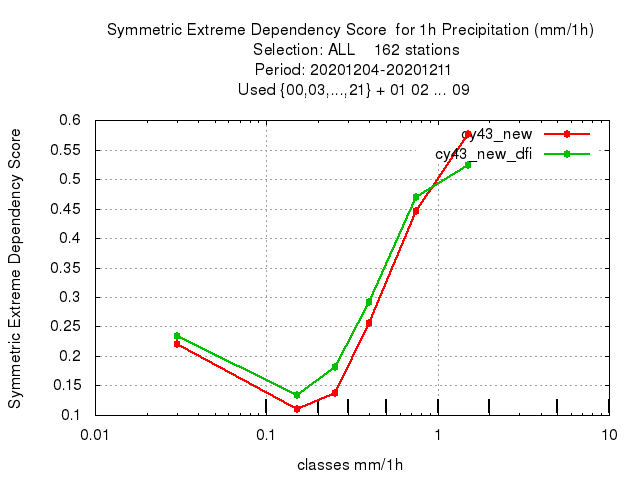 Symmetric Extreme Dependency Score  for 1h Precipitation (mm/1h)
Selection: ALL    162 stations
Period: 20201204-20201211
Used {00,03,...,21} + 01 02 ... 09
Symmetric Extreme Dependency Score
0.6
0.55
0.5
0.45
0.4
0.35
0.3
0.25
0.2
0.15
0.1
cy43_new
cy43_new_dfi
0.01 0.1 1 10
classes mm/1h